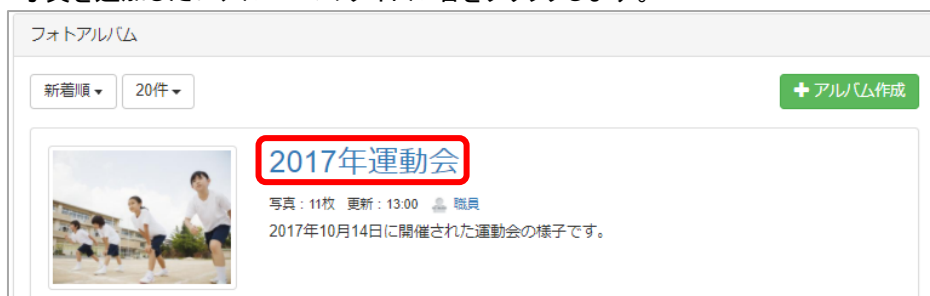 フォトアルバム
新着順
20件
アルバム作成
2017年運動会
写真：11枚 更新：13:00 職員
2017年10月14日に開催された運動会の様子です。